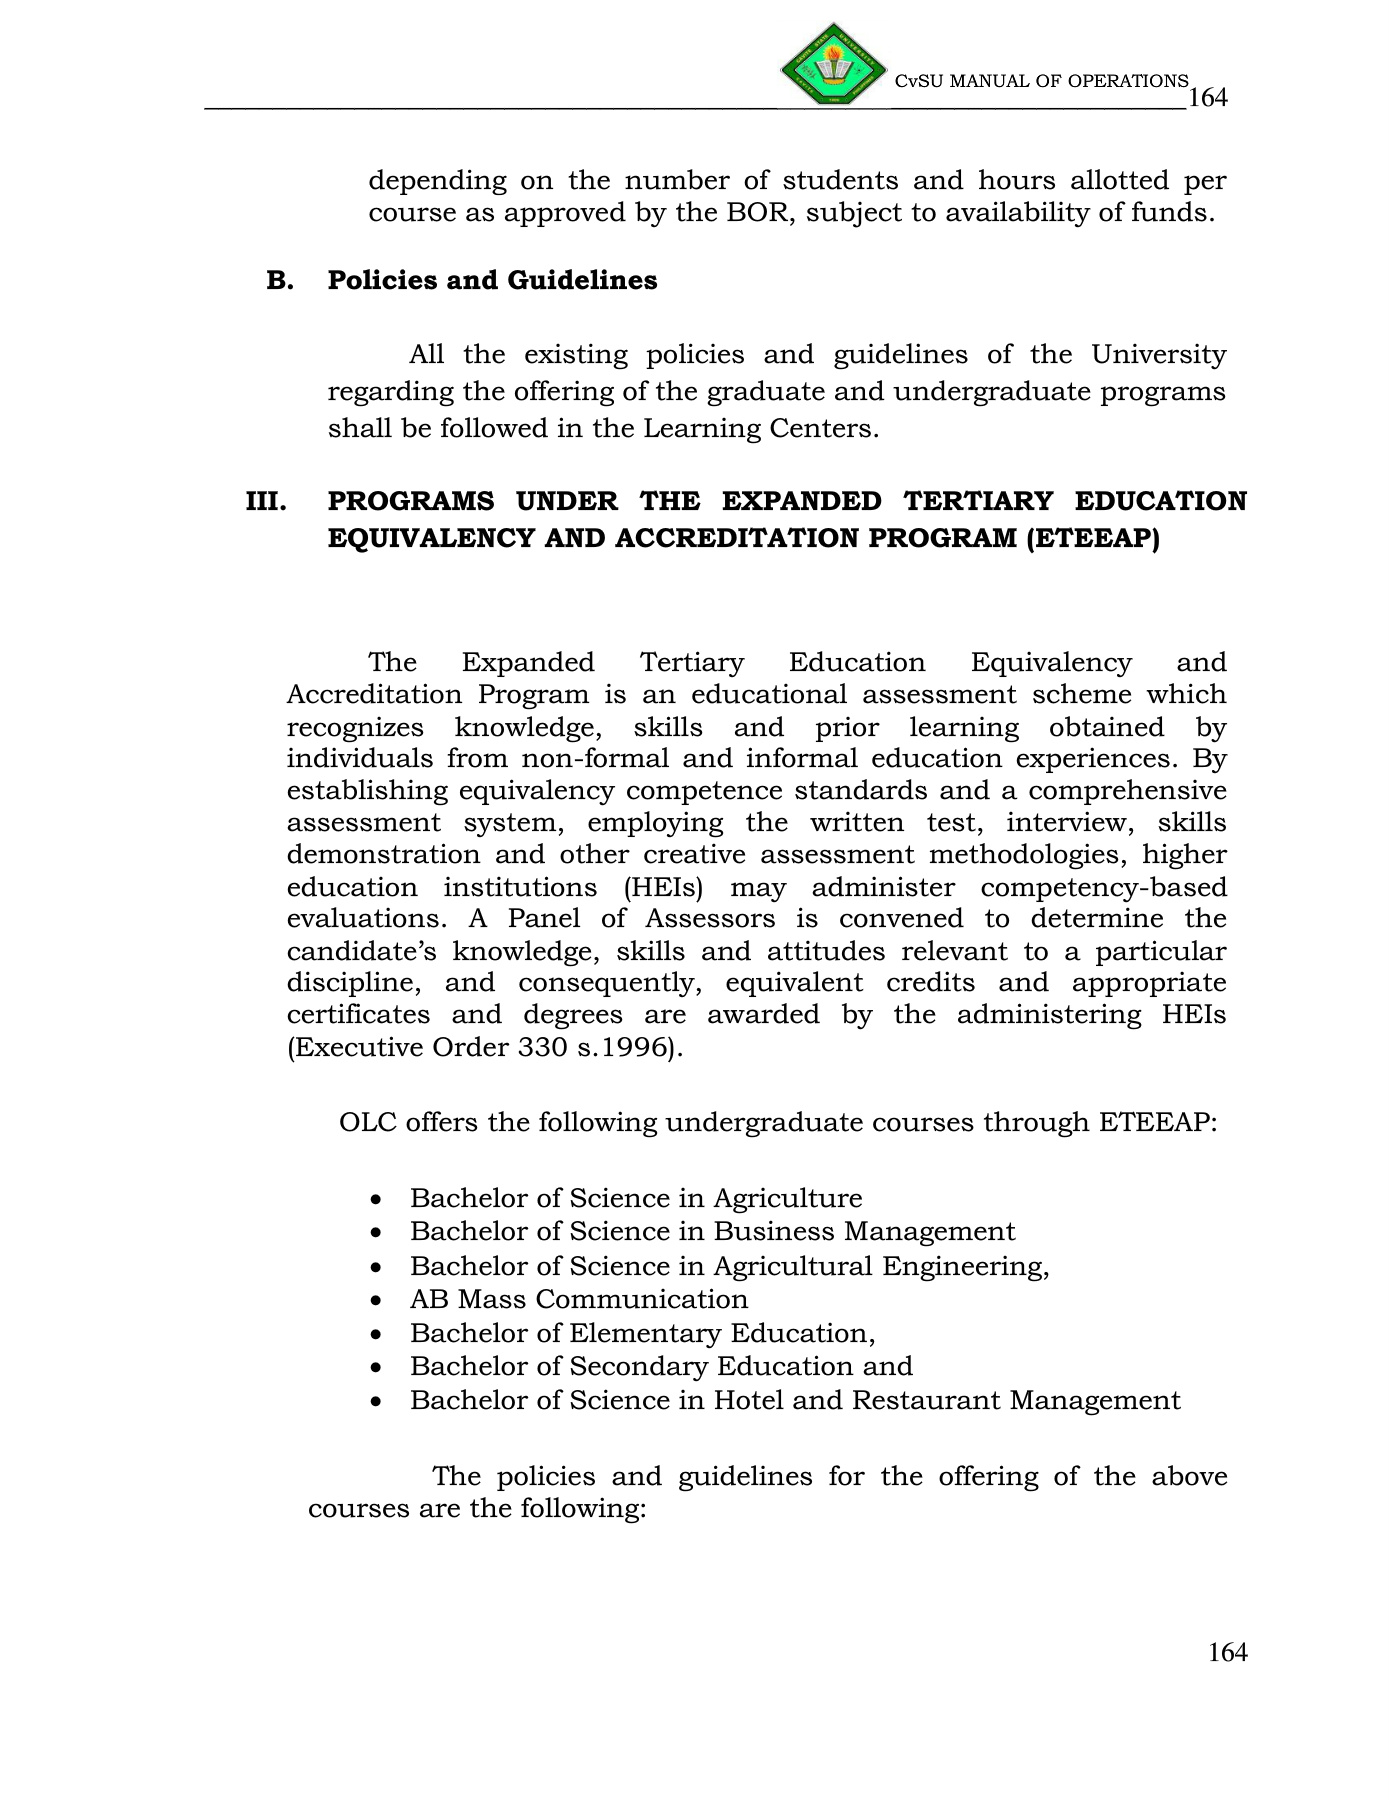 CvSU MANUAL OF OPERATIONS 164
depending on the number of students and hours allotted per
course as approved by the BOR, subject to availability of funds.
B. Policies and Guidelines
All the existing policies and guidelines of the University
regarding the offering of the graduate and undergraduate programs
shall be followed in the Learning Centers.
III. PROGRAMS UNDER THE EXPANDED TERTIARY EDUCATION
EQUIVALENCY AND ACCREDITATION PROGRAM (ETEEAP)
The Expanded Tertiary Education Equivalency and
Accreditation Program is an educational assessment scheme which
recognizes knowledge, skills and prior learning obtained by
individuals from non-formal and informal education experiences. By
establishing equivalency competence standards and a comprehensive
assessment system, employing the written test, interview, skills
demonstration and other creative assessment methodologies, higher
education institutions (HEIs) may administer competency-based
evaluations. A Panel of Assessors is convened to determine the
candidate’s knowledge, skills and attitudes relevant to a particular
discipline, and consequently, equivalent credits and appropriate
certificates and degrees are awarded by the administering HEIs
(Executive Order 330 s.1996).
OLC offers the following undergraduate courses through ETEEAP:
• Bachelor of Science in Agriculture
• Bachelor of Science in Business Management
• Bachelor of Science in Agricultural Engineering,
• AB Mass Communication
• Bachelor of Elementary Education,
• Bachelor of Secondary Education and
• Bachelor of Science in Hotel and Restaurant Management
The policies and guidelines for the offering of the above
courses are the following:
164